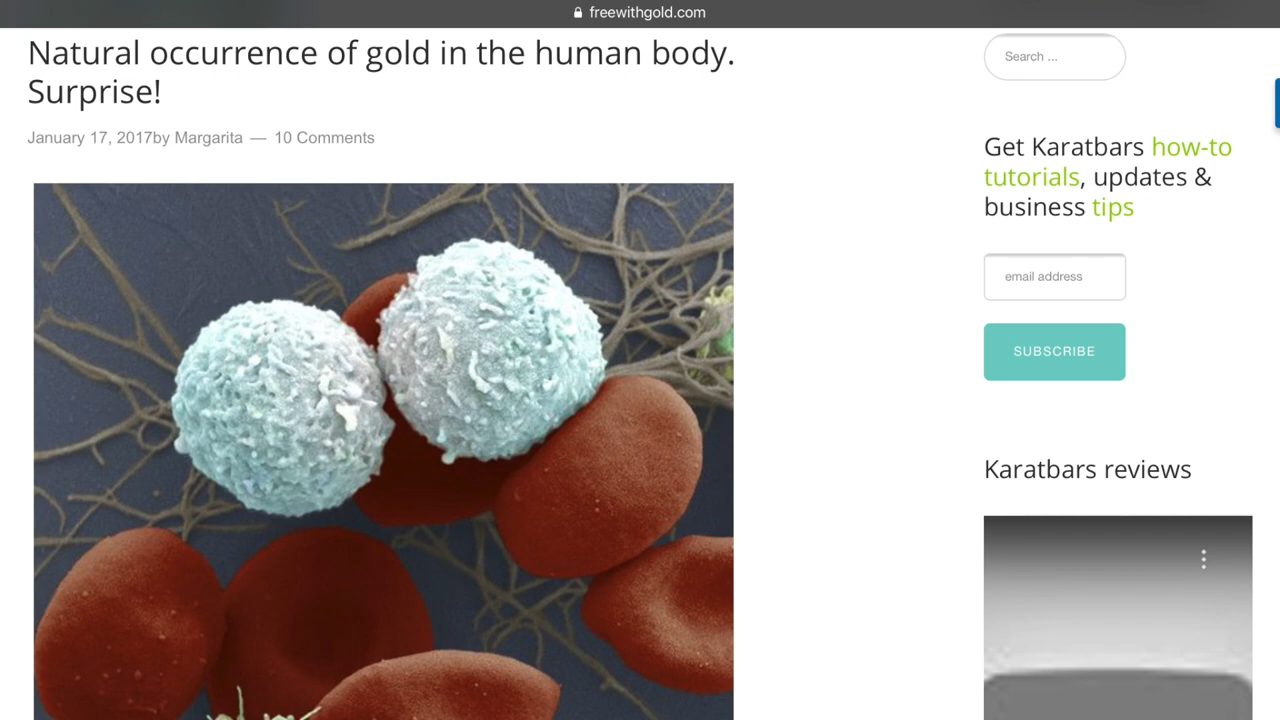 freewithgold.com
Natural occurrence of gold in the human body.
Surprise!
January 17, 2017by Margarita — 10 Comments
Search ...
Get Karatbars how-to
tutorials, updates &
business tips
email address
SUBSCRIBE
Karatbars reviews